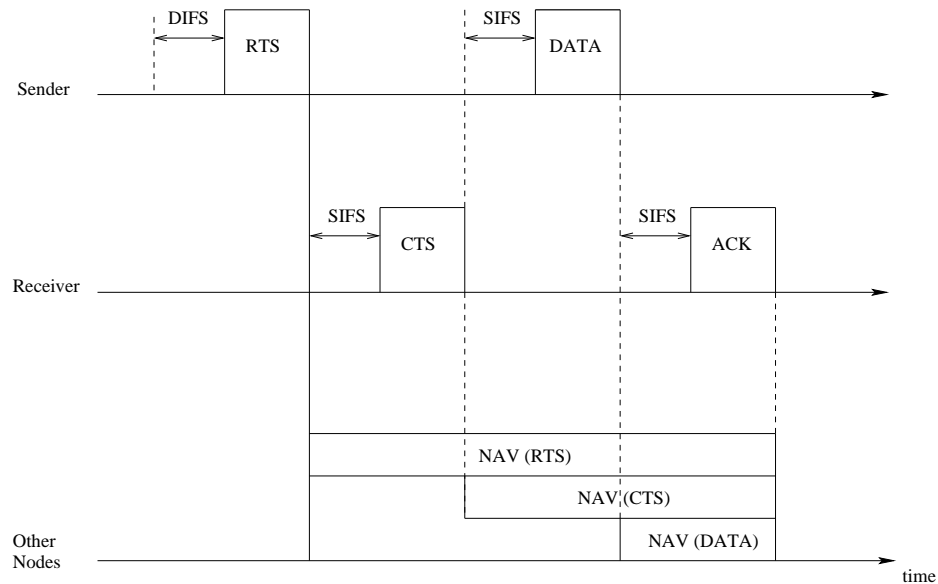 DIFS
SIFS
RTS
DATA
Sender
SIFS
SIFS
CTS
ACK
Receiver
NAV (RTS)
NAV (CTS)
NAV (DATA)
Other
Nodes
time